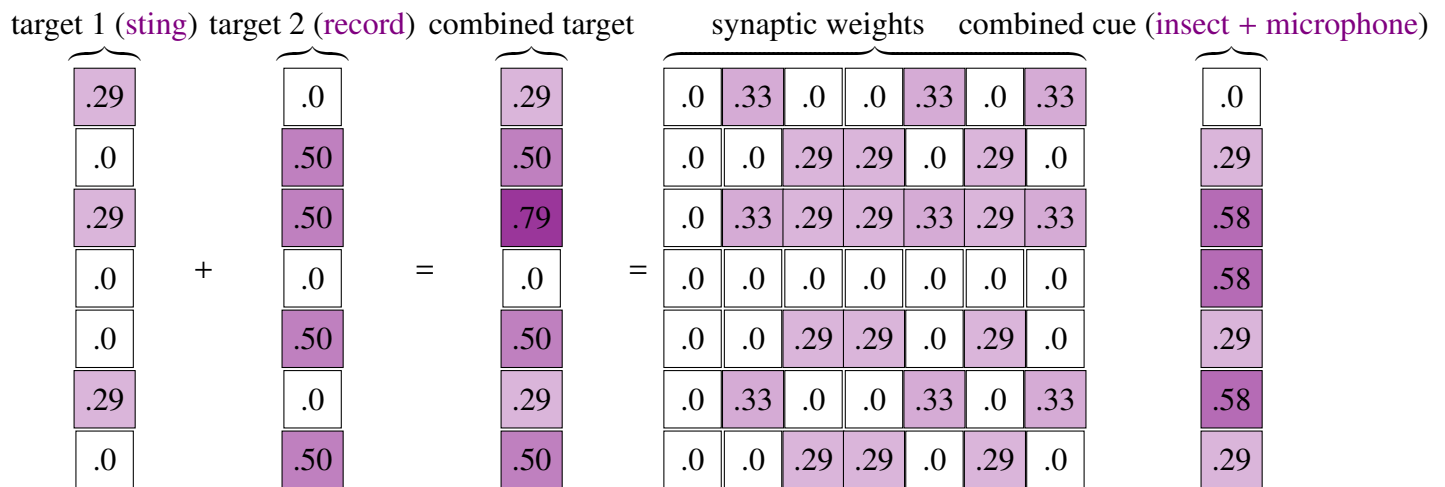 target 1 (sting) target 2 (record) combined target synaptic weights combined cue (insect + microphone)
.29 .0 .29 .0 .33 .0 .0 .33 .0 .33 .0
.0 .50 .50 .0 .0 .29 .29 .0 .29 .0 .29
.29 .50 .79 .0 .33 .29 .29 .33 .29 .33 .58
.0 + .0 = .0 = .0 .0 .0 .0 .0 .0 .0 .58
.0 .50 .50 .0 .0 .29 .29 .0 .29 .0 .29
.29 .0 .29 .0 .33 .0 .0 .33 .0 .33 .58
.0 .50 .50 .0 .0 .29 .29 .0 .29 .0 .29